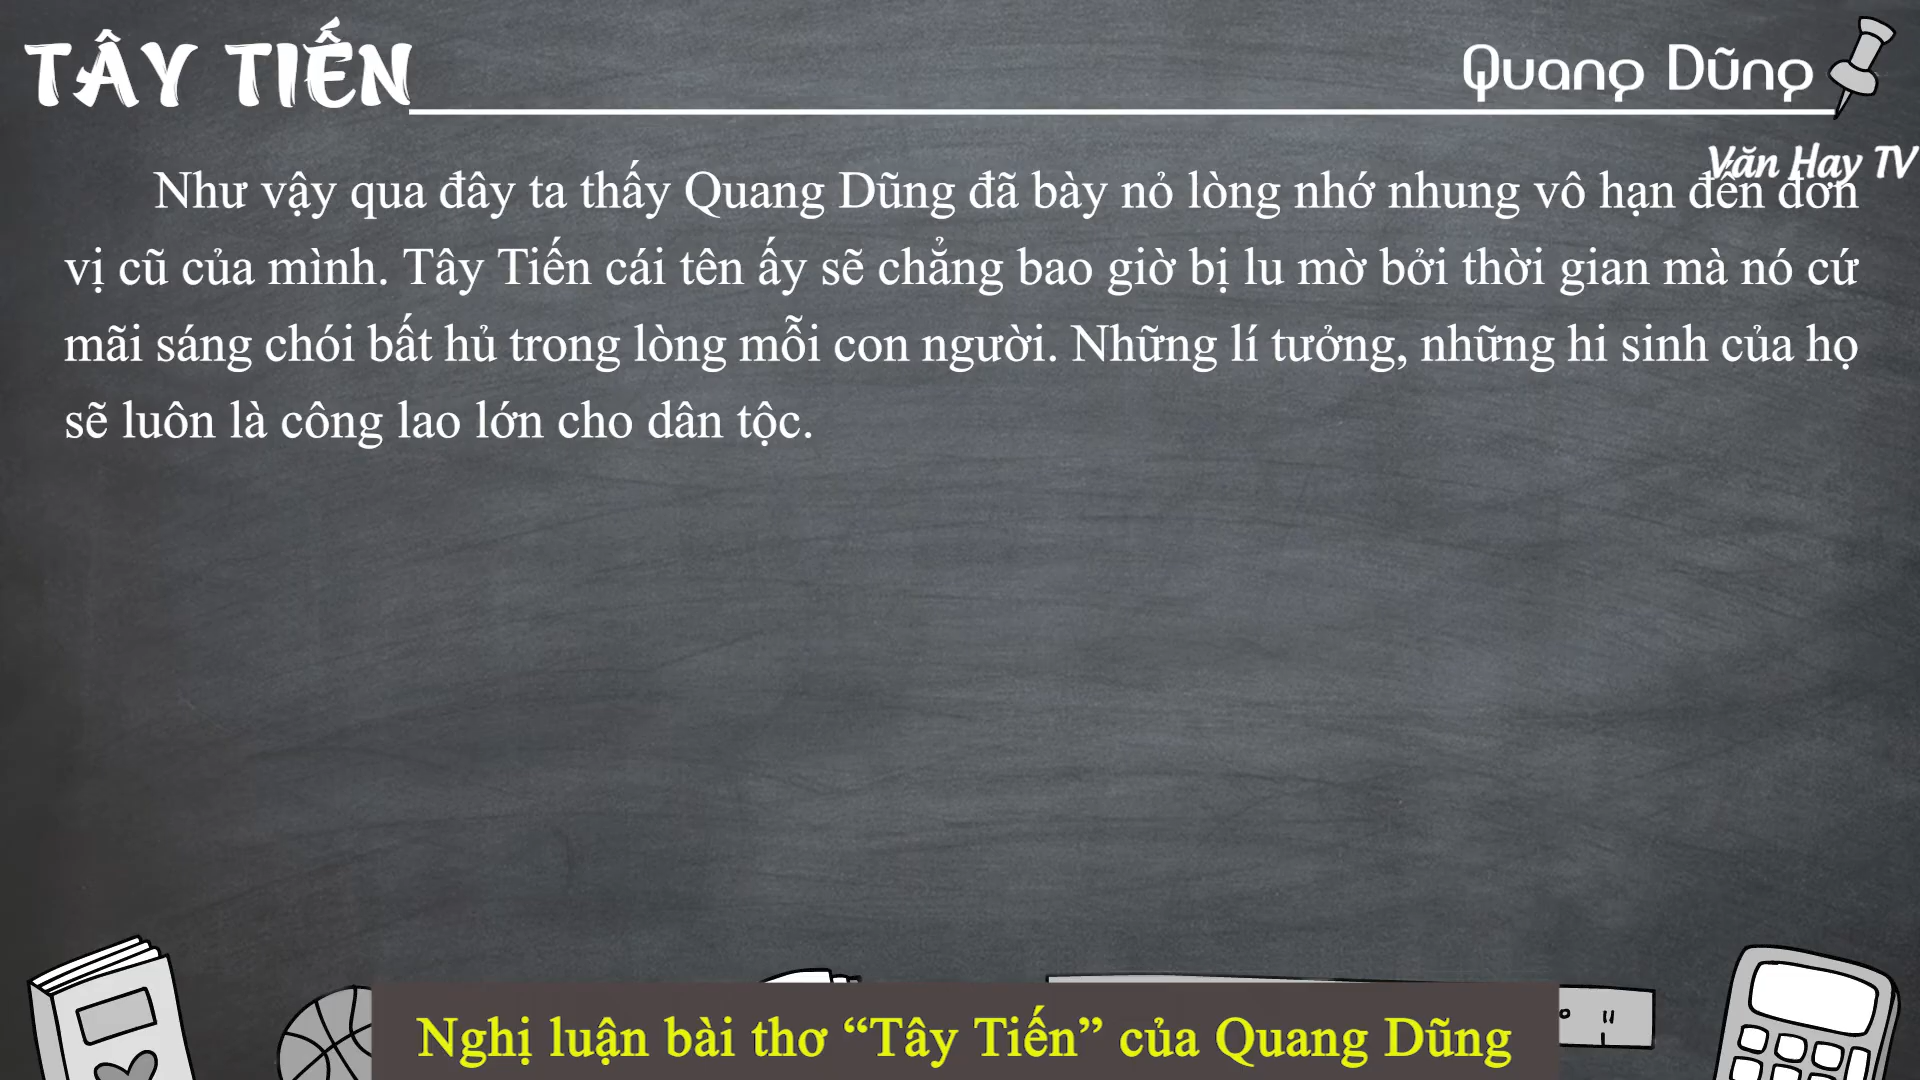 TÂY TIẾN
Quang Dũng
Văn Hay TV
Như vậy qua đây ta thấy Quang Dũng đã bày nỏ lòng nhớ nhung vô hạn đến đơn
vị cũ của mình. Tây Tiến cái tên ấy sẽ chẳng bao giờ bị lu mờ bởi thời gian mà nó cứ
mãi sáng chói bất hủ trong lòng mỗi con người. Những lí tưởng, những hi sinh của họ
sẽ luôn là công lao lớn cho dân tộc.
Nghị luận bài thơ “Tây Tiến” của Quang Dũng